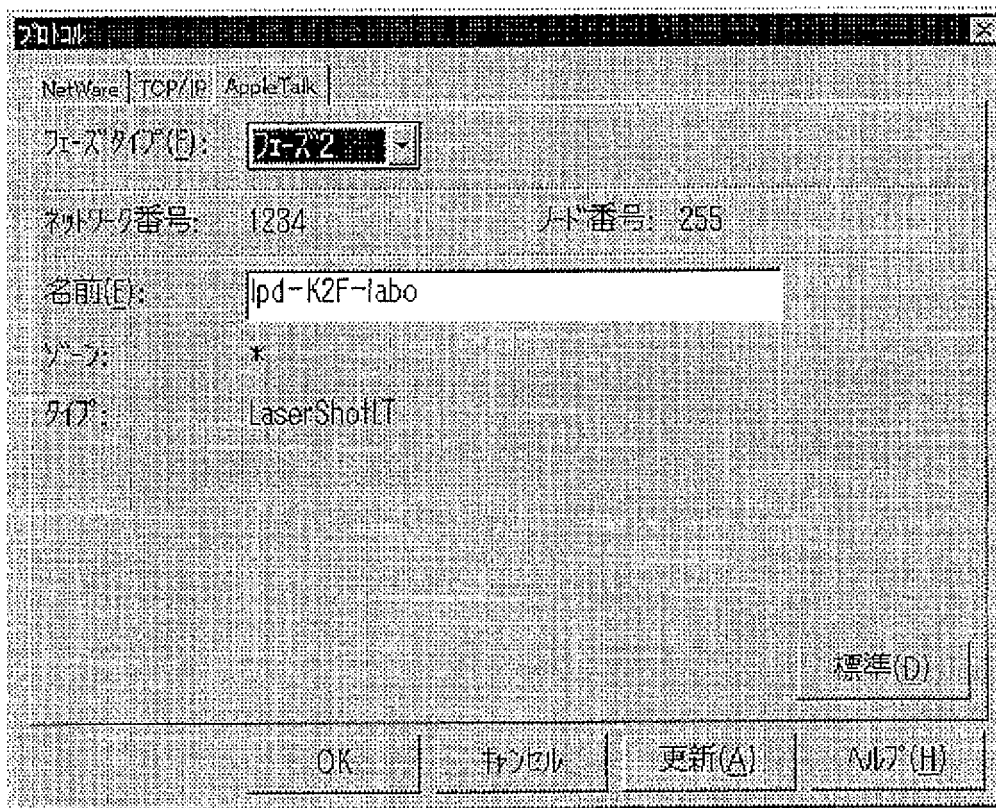 プロトコル
NetWare TCP/IP AppleTalk
フェーズタイプ(E): フェーズ2
ネットワーク番号: 1234 ノード番号: 255
名前(F): lpd-K2F-labo
ゾーン: *
タイプ: LaserShotLT
標準(D)
OK キャンセル 更新(A) ヘルプ(H)